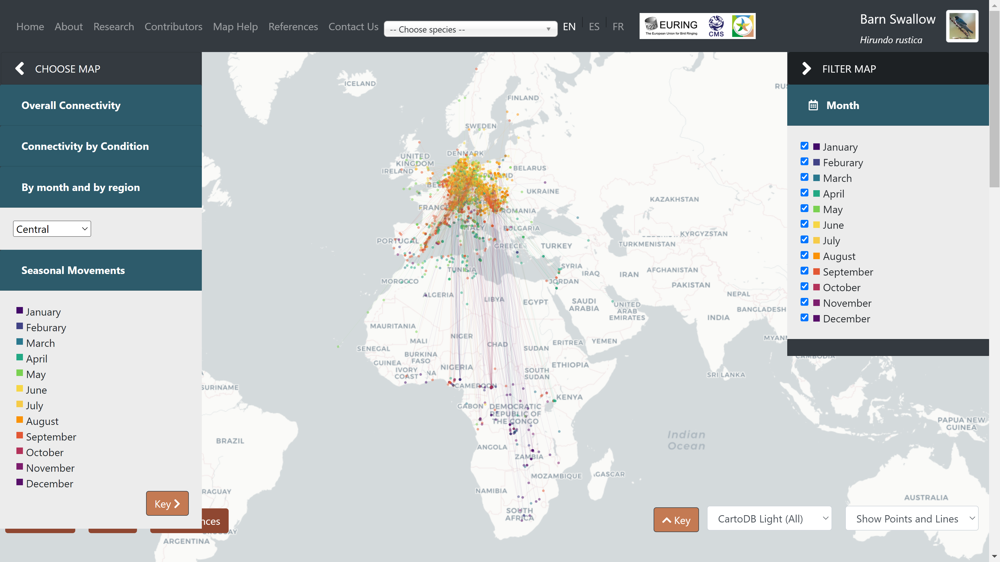 Home
About
Research
Contributors
Map Help
References
Contact Us
-- Choose species --
EN
ES
FR
6221 EURING
The European Union for Bird Ringing
CMS
Barn Swallow
Hirundo rustica
CHOOSE MAP
Overall Connectivity
Connectivity by Condition
By month and by region
Central
Seasonal Movements
January
Feburary
March
April
May
June
July
August
September
October
November
December
Key
nces
ICELAND
FINLAND
SWEDEN
DENMARK
UNITED
KINGDOM
IRELAND
BELARUS
UKRAINE
FRANCE
ROMANIA
ITALY
BULGARIA
PORTUGAL
GREECE
TURKEY
KAZAKHSTAN
KYRGYZSTAN
TURKMENISTAN
TUNISIA
SYRIA
IRAQ
IRAN
AFGHANISTAN
MOROCCO
JORDAN
PAKISTAN
ALGERIA
LIBYA
EGYPT
SAUDI
ARABIA
UNITED
ARAB
EMIRATES
NEPAL
BANGLADESH
INDIA
MAURITANIA
MALI
NIGER
CHAD
SUDAN
ERITREA
YEMEN
SENEGAL
BURKINA
FASO
GUINEA
IVORY
COAST
NA
NIGERIA
SOUTH
SUDAN
ETHIOPIA
CAMEROON
KENYA
GABON
DEMOCRATIC
REPUBLIC OF
THE CONGO
SRI LANKA
SURINAME
BRAZIL
ANGOLA
ZAMBIA
MOZAMBIQUE
AGASCAR
NAMIBIA
SOUTH
AFRICA
Indian
Ocean
RAGUAY
ARGENTINA
PAPUA NEW
GUINEA
AUSTRALIA
FILTER MAP
Month
January
Feburary
March
April
May
June
July
August
September
October
November
December
Key
CartoDB Light (All)
Show Points and Lines